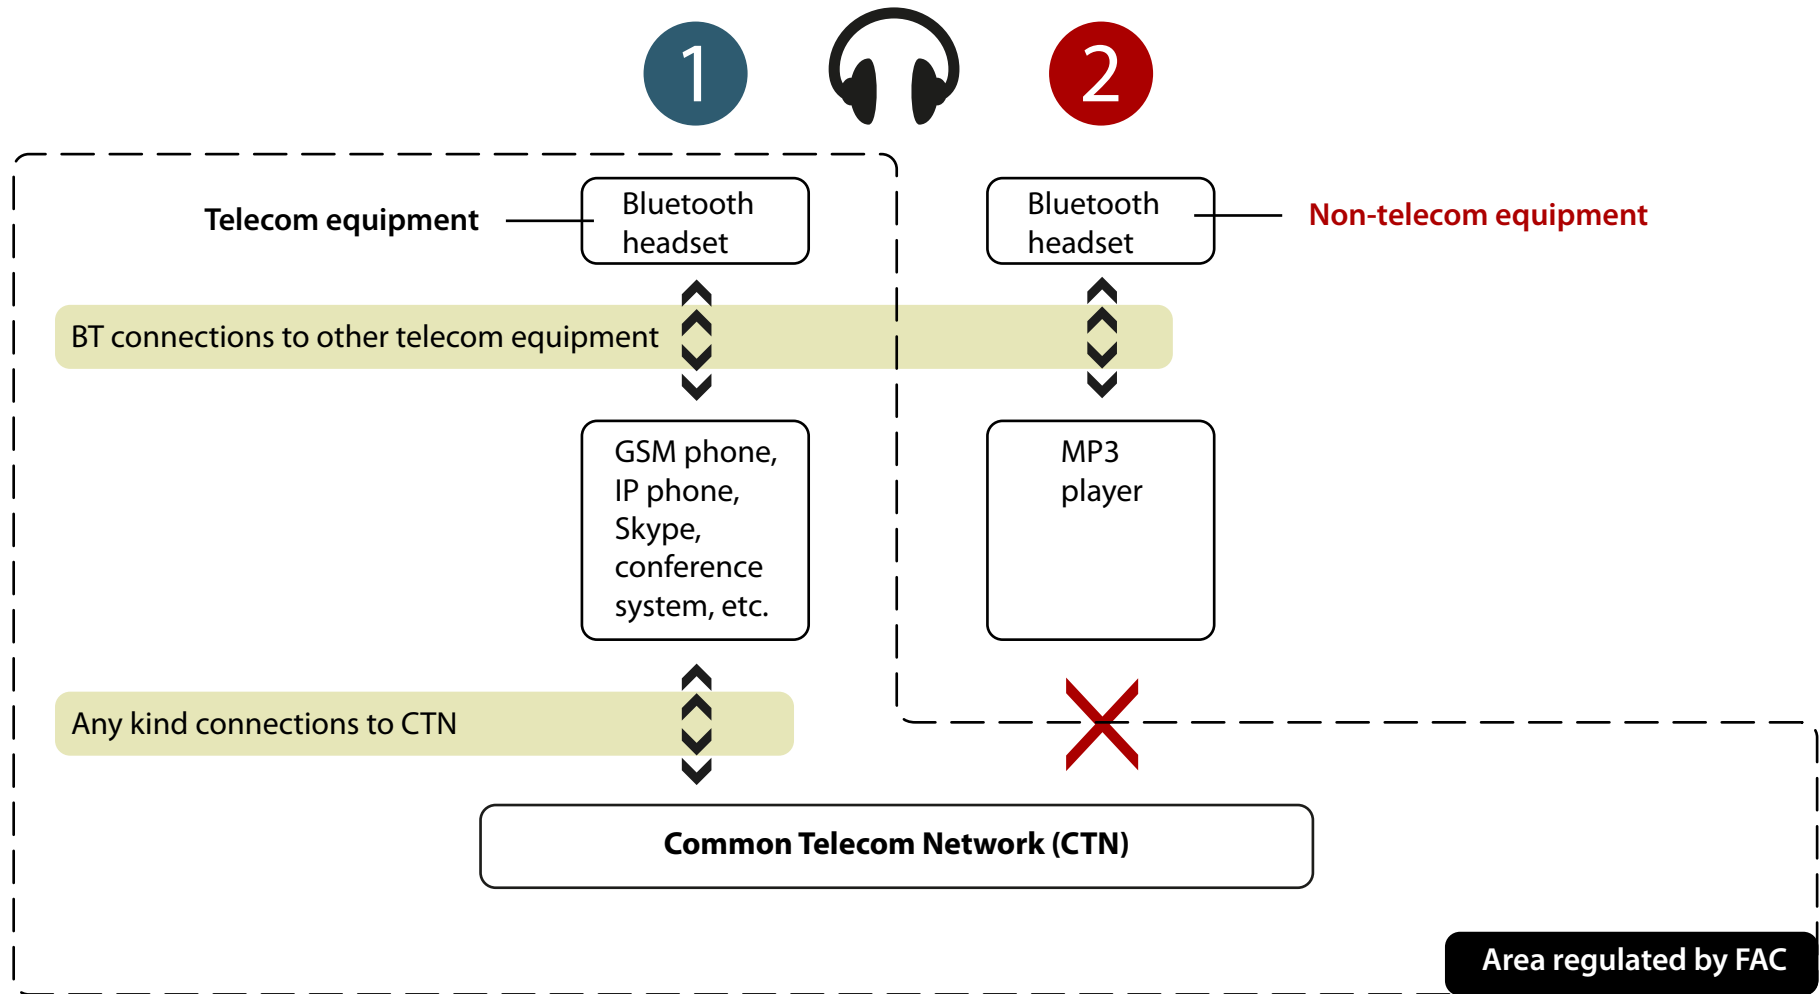 1
2
Telecom equipment
Bluetooth
headset
Bluetooth
headset
Non-telecom equipment
BT connections to other telecom equipment
GSM phone,
IP phone,
Skype,
conference
system, etc.
MP3
player
Any kind connections to CTN
Common Telecom Network (CTN)
Area regulated by FAC